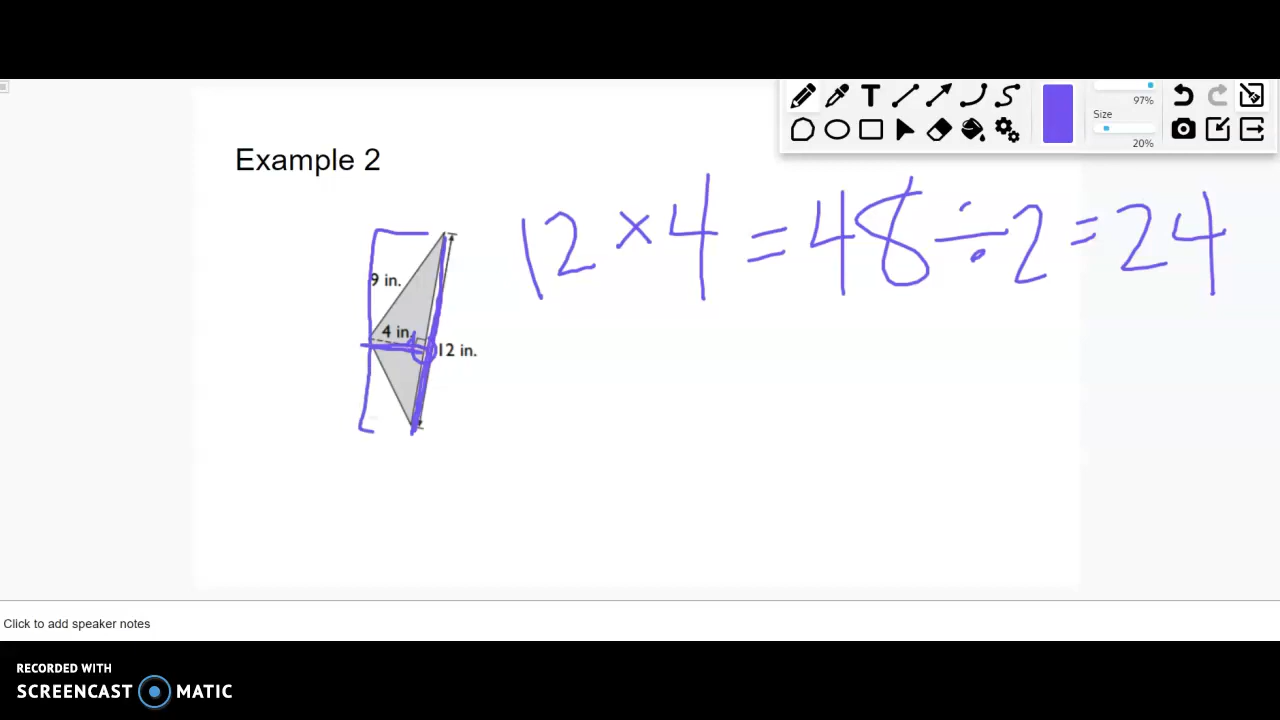 97%
Size
20%
Example 2
12 × 4 = 48 ÷ 2 = 24
9 in.
4 in.
12 in.
Click to add speaker notes
RECORDED WITH
SCREENCAST MATIC